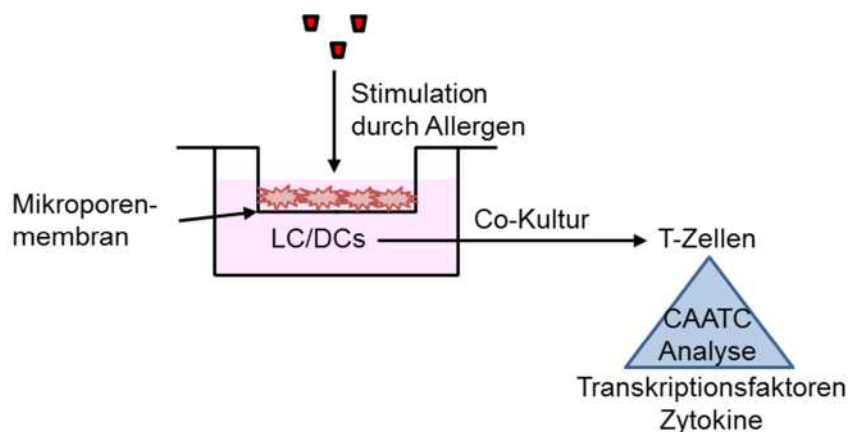 Stimulation
durch Allergen
Mikroporen-
membran
LC/DCs
Co-Kultur
T-Zellen
CAATC
Analyse
Transkriptionsfaktoren
Zytokine